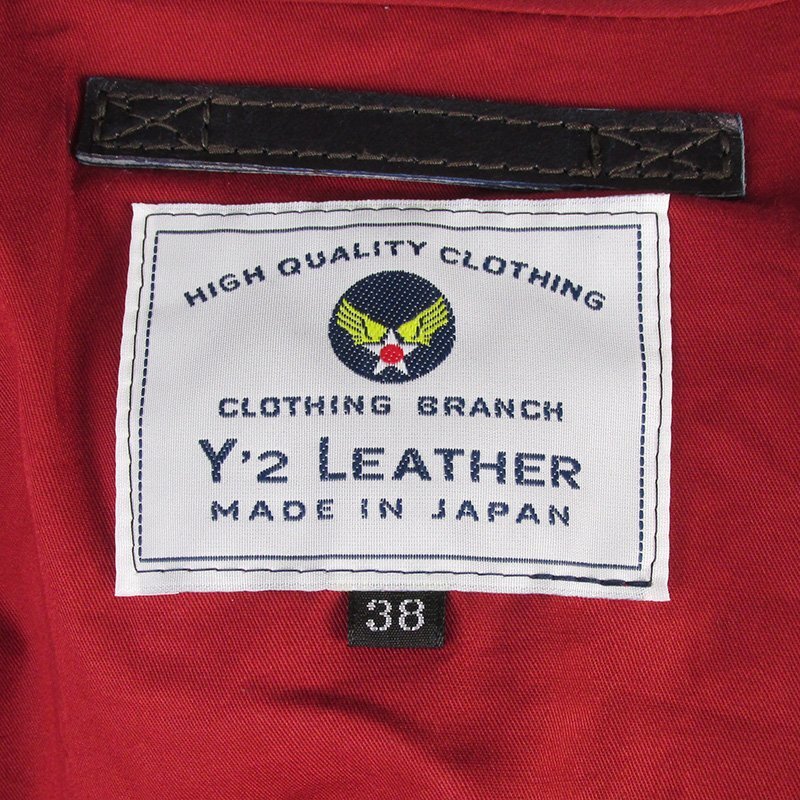 HIGH QUALITY CLOTHING
CLOTHING BRANCH
Y'2 LEATHER
MADE IN JAPAN
38